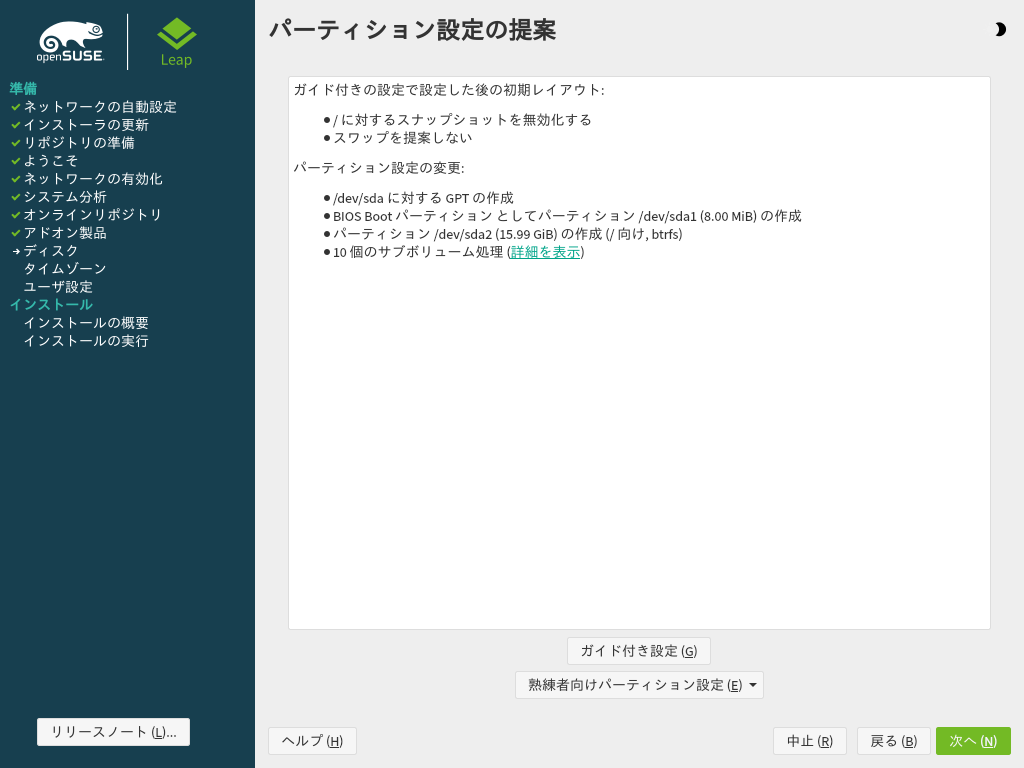 openSUSE
Leap
準備
ネットワークの自動設定
インストーラの更新
リポジトリの準備
ようこそ
ネットワークの有効化
システム分析
オンラインリポジトリ
アドオン製品
ディスク
タイムゾーン
ユーザ設定
インストール
インストールの概要
インストールの実行
リリースノート (L)...
パーティション設定の提案
ガイド付きの設定で設定した後の初期レイアウト:
● / に対するスナップショットを無効化する
● スワップを提案しない
パーティション設定の変更:
● /dev/sda に対する GPT の作成
● BIOS Boot パーティション としてパーティション /dev/sda1 (8.00 MiB) の作成
● パーティション /dev/sda2 (15.99 GiB) の作成 (/ 向け, btrfs)
● 10 個のサブボリューム処理 (詳細を表示)
ガイド付き設定 (G)
熟練者向けパーティション設定 (E)
ヘルプ (H)
中止 (R)
戻る (B)
次へ (N)